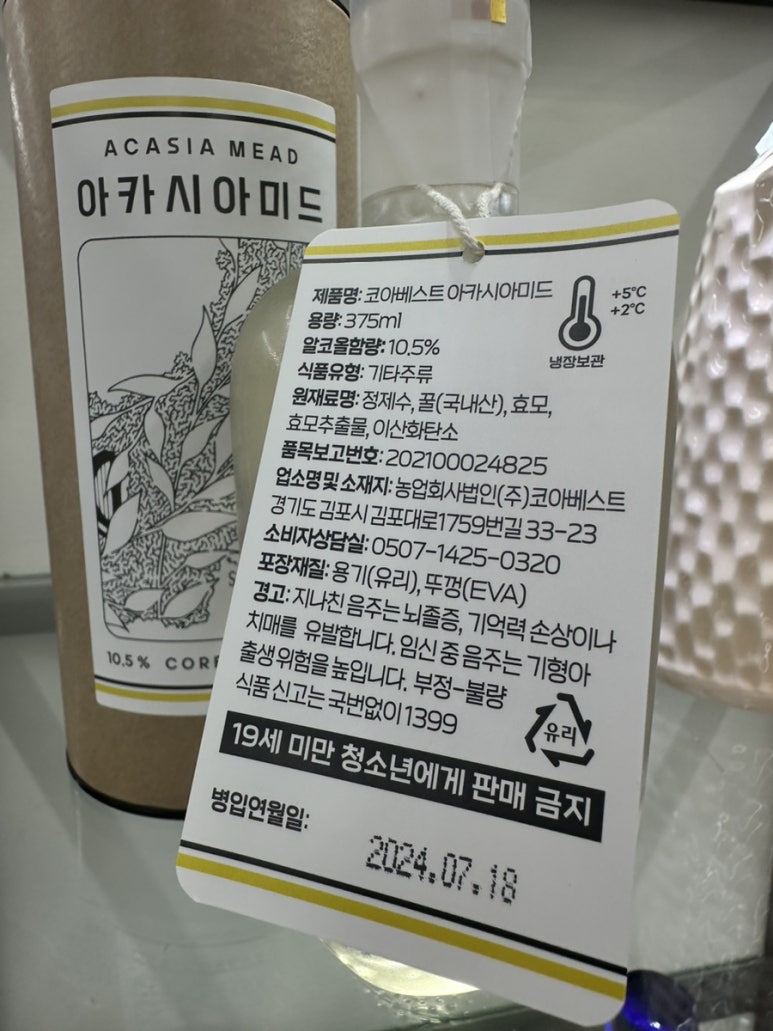 ACASIA MEAD
아카시아미드
10.5%
제품명: 코아베스트 아카시아미드
용량: 375ml
알코올함량: 10.5%
식품유형: 기타주류
원재료명: 정제수, 꿀(국내산), 효모,
효모추출물, 이산화탄소
품목보고번호: 202100024825
업소명 및 소재지: 농업회사법인(주)코아베스트
경기도 김포시 김포대로1759번길 33-23
소비자상담실: 0507-1425-0320
포장재질: 용기(유리), 뚜껑(EVA)
경고: 지나친 음주는 뇌졸증, 기억력 손상이나
치매를 유발합니다. 임신 중 음주는 기형아
출생 위험을 높입니다. 부정-불량
식품 신고는 국번없이 1399
+5℃
+2℃
냉장보관
유리
19세 미만 청소년에게 판매 금지
병입연월일:
2024.07.18